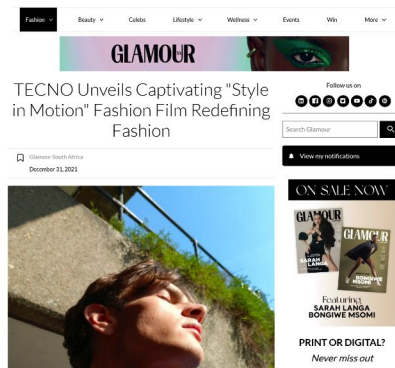 Fashion
Beauty
Celebs
Lifestyle
Wellness
Events
Win
More
GLAMOUR
TECNO Unveils Captivating "Style
in Motion" Fashion Film Redefining
Fashion
Glamour South Africa
December 31, 2021
Follow us on
Search Glamour
View my notifications
ON SALE NOW
GLAMOUR
SARAH
LANGA
GLAMOUR
BONGIWE
MSOMI
Featuring
SARAH LANGA
BONGIWE MSOMI
PRINT OR DIGITAL?
Never miss out